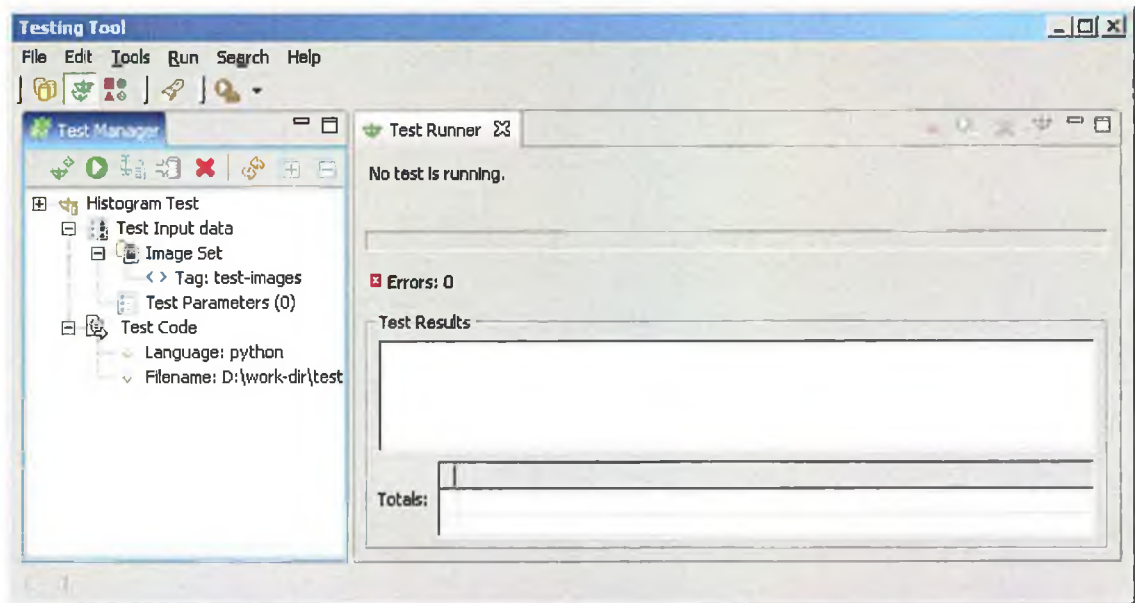 Testing Tool
File Edit Tools Run Search Help
Test Manager
Test Runner
No test is running.
Histogram Test
Test Input data
Image Set
Tag: test-images
Test Parameters (0)
Test Code
Language: python
Filename: D:\work-dir\test
Errors: 0
Test Results
Totals: